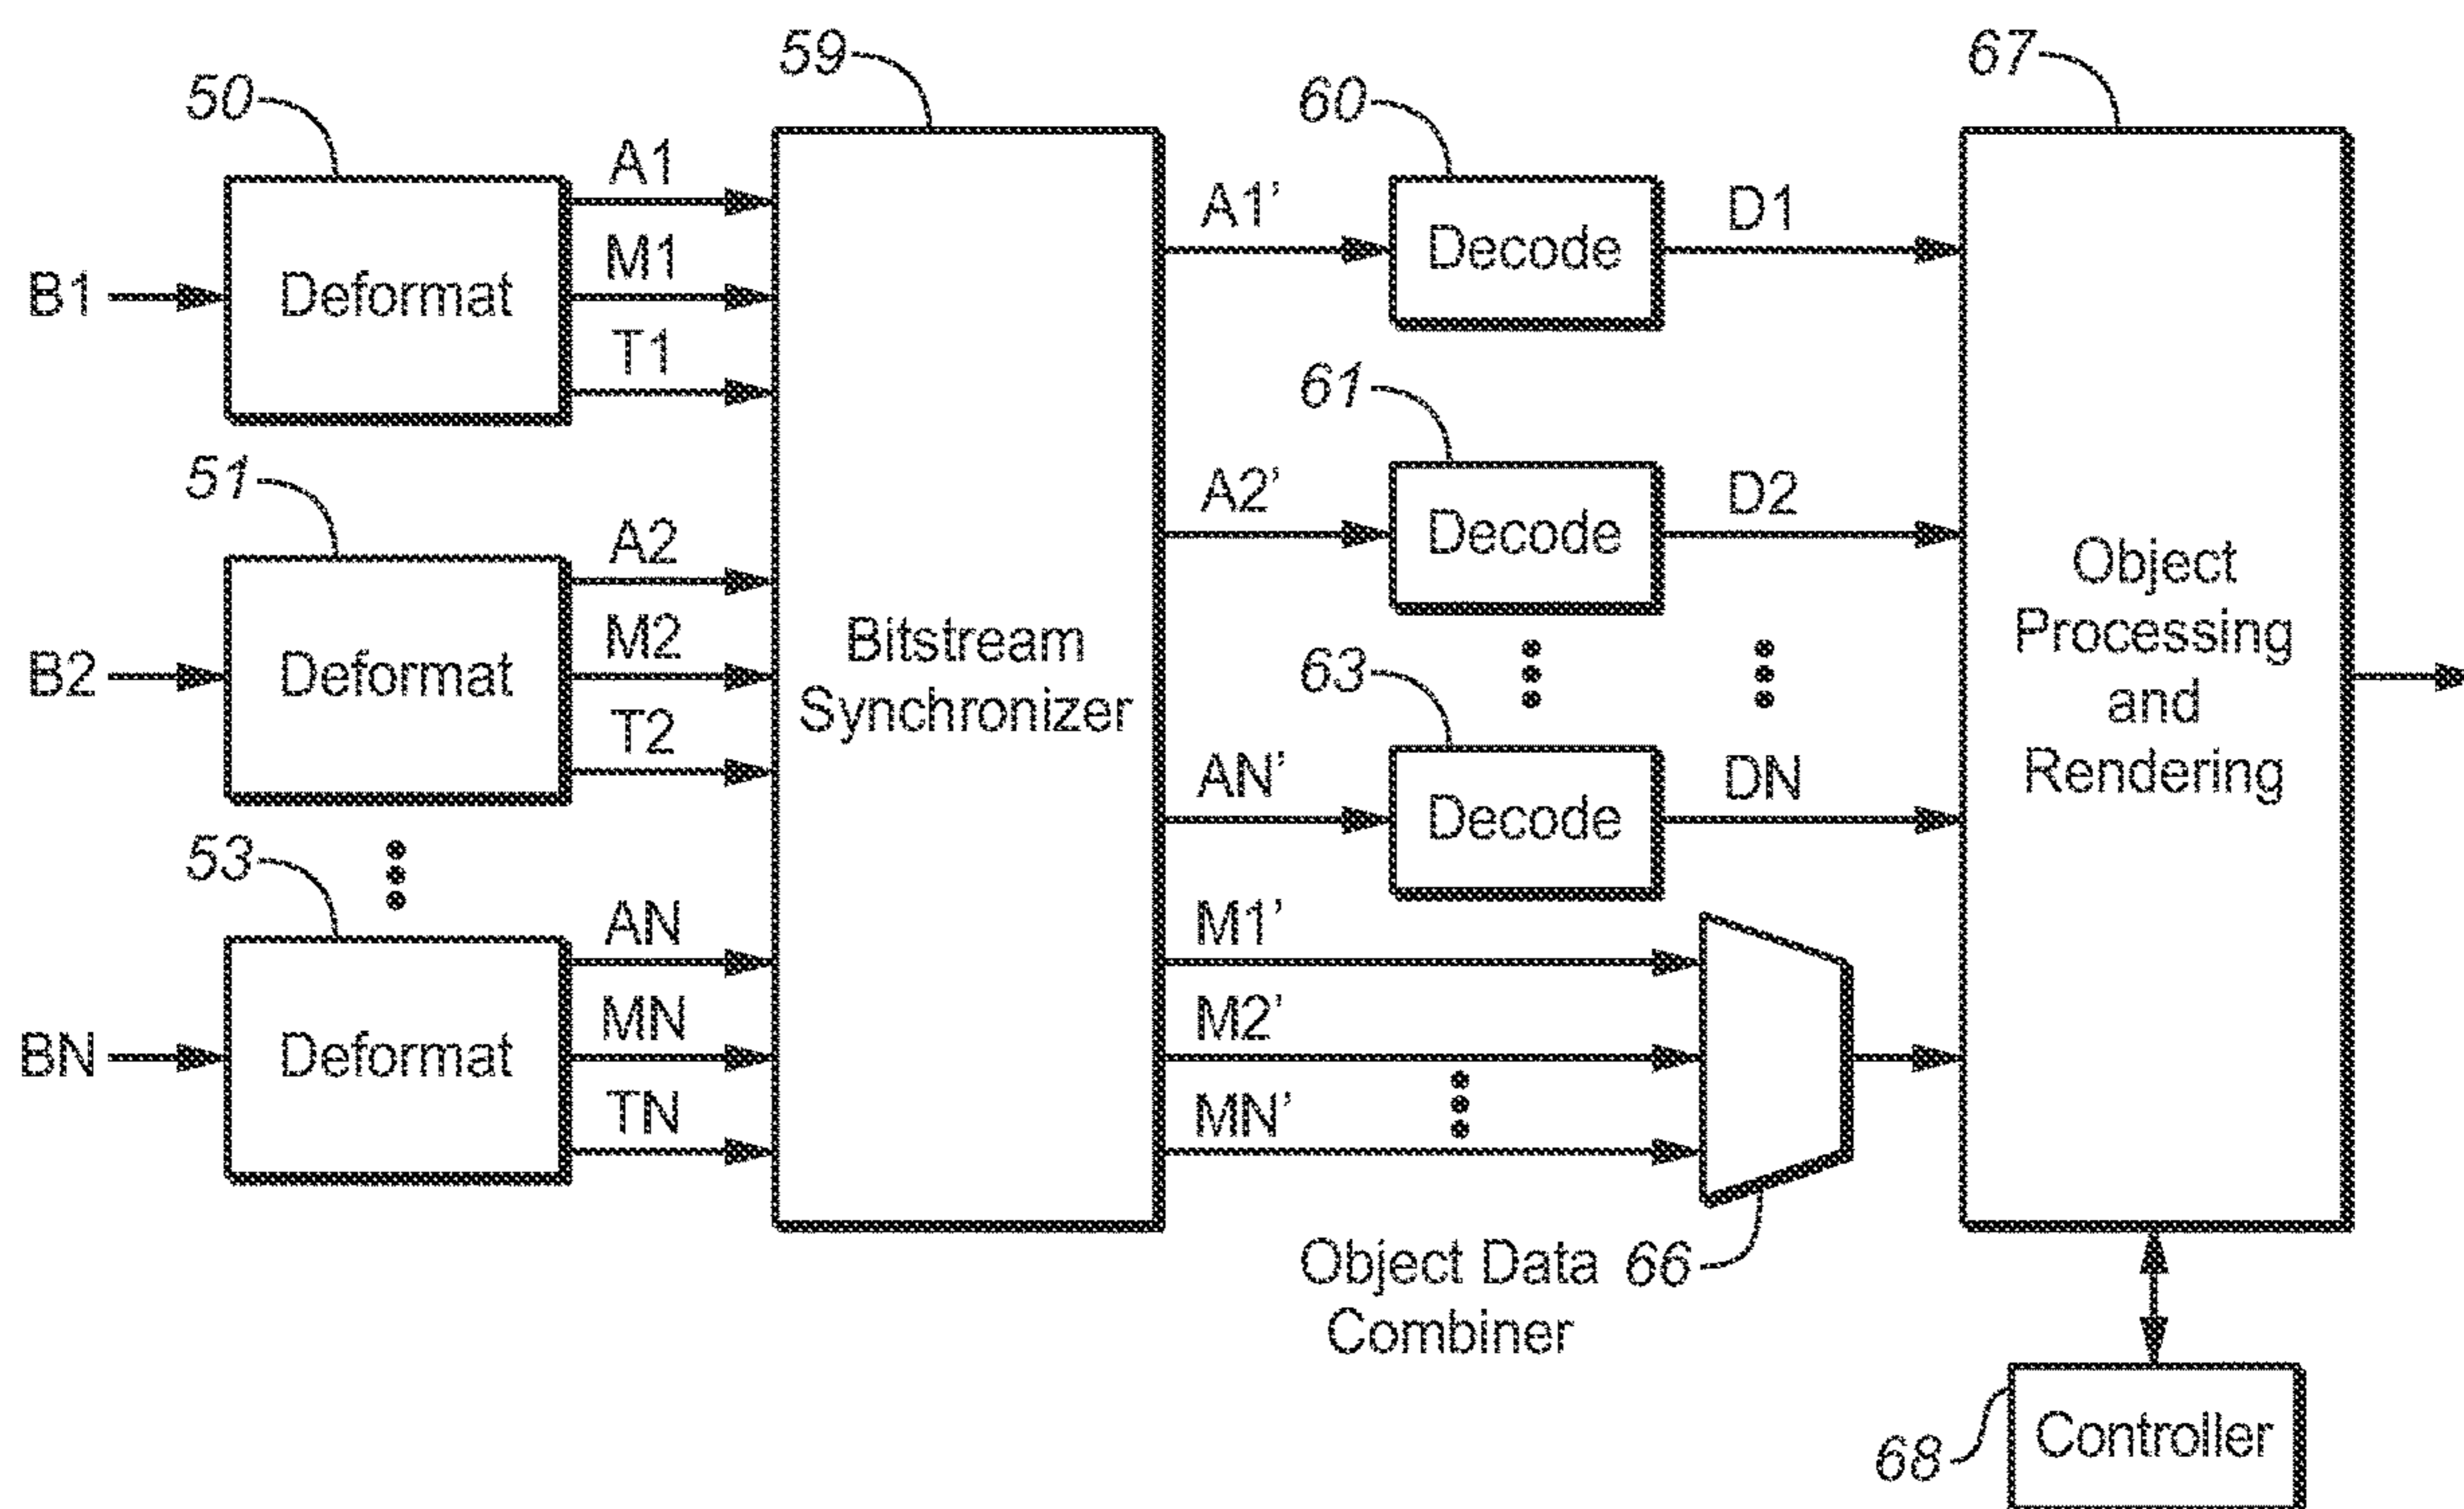 59
67
50
60
A1
A1’
D1
M1
Decode
B1
Deformat
T1
61
51
A2
A2’
D2
Decode
M2
B2
Deformat
T2
Bitstream
Synchronizer
63
Object
Processing
and
Rendering
AN’
DN
Decode
53
AN
M1’
MN
M2’
BN
Deformat
TN
MN’
Object Data 66
Combiner
Controller
68